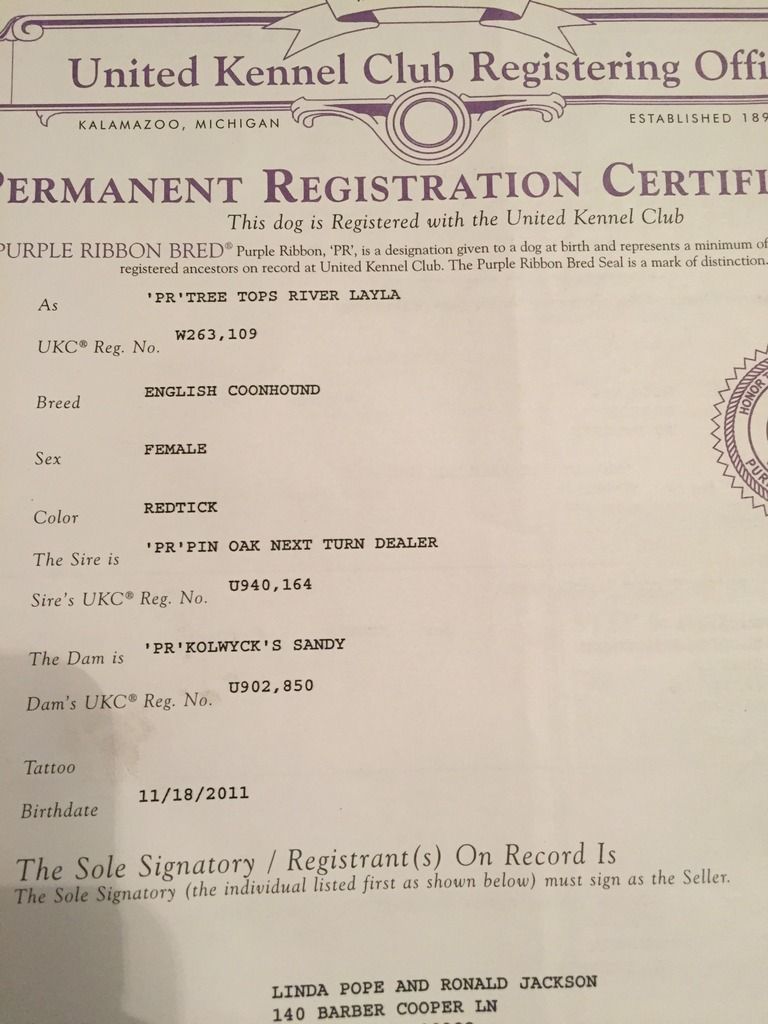 United Kennel Club Registering Offi
KALAMAZOO, MICHIGAN
ESTABLISHED 189
PERMANENT REGISTRATION CERTIFI
This dog is Registered with the United Kennel Club
PURPLE RIBBON BRED® Purple Ribbon, 'PR', is a designation given to a dog at birth and represents a minimum of
registered ancestors on record at United Kennel Club. The Purple Ribbon Bred Seal is a mark of distinction.
As 'PR'TREE TOPS RIVER LAYLA
UKC® Reg. No. W263,109
Breed ENGLISH COONHOUND
HONOR T
PUR
Sex FEMALE
Color REDTICK
The Sire is 'PR'PIN OAK NEXT TURN DEALER
Sire's UKC® Reg. No. U940,164
The Dam is 'PR'KOLWYCK'S SANDY
Dam's UKC® Reg. No. U902,850
Tattoo
Birthdate 11/18/2011
The Sole Signatory / Registrant(s) On Record Is
The Sole Signatory (the individual listed first as shown below) must sign as the Seller.
LINDA POPE AND RONALD JACKSON
140 BARBER COOPER LN